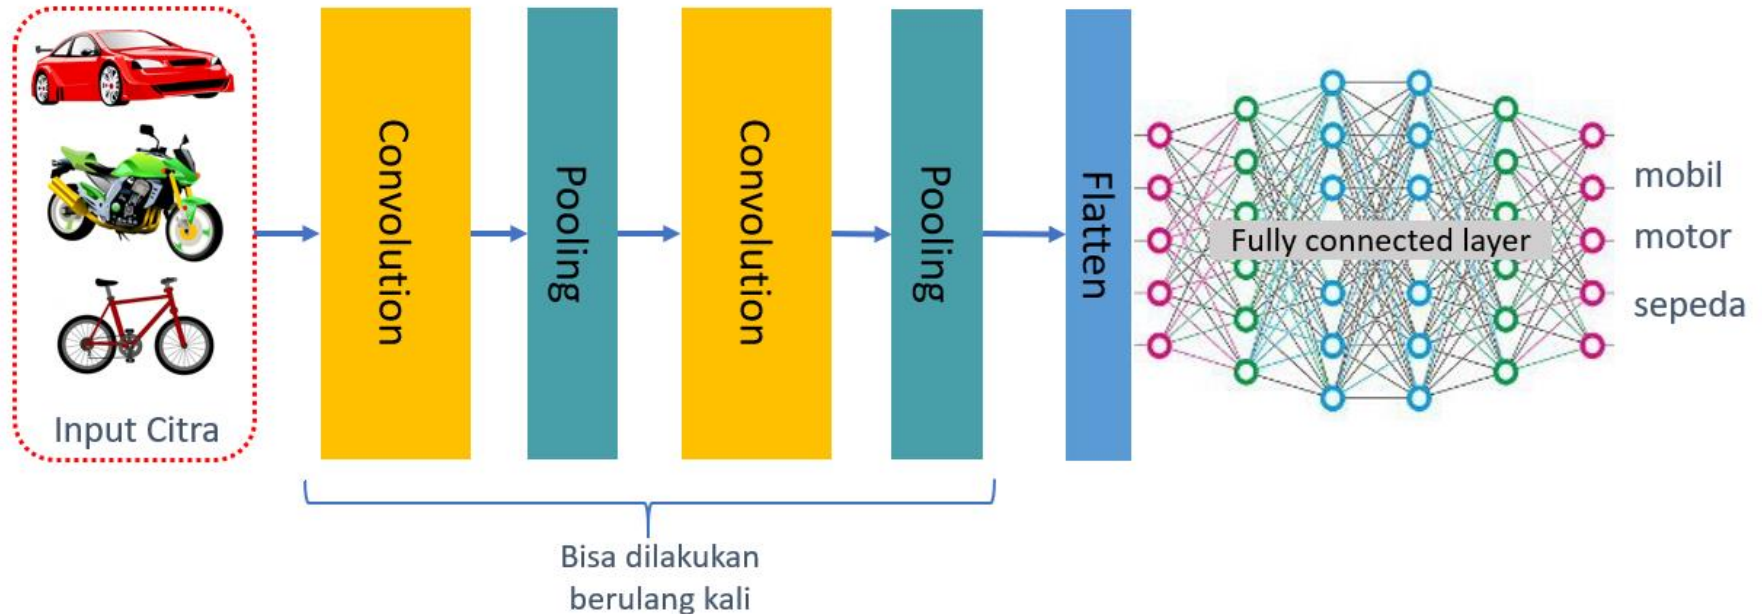 Input Citra
Convolution
Pooling
Convolution
Pooling
Flatten
Fully connected layer
mobil
motor
sepeda
Bisa dilakukan
berulang kali